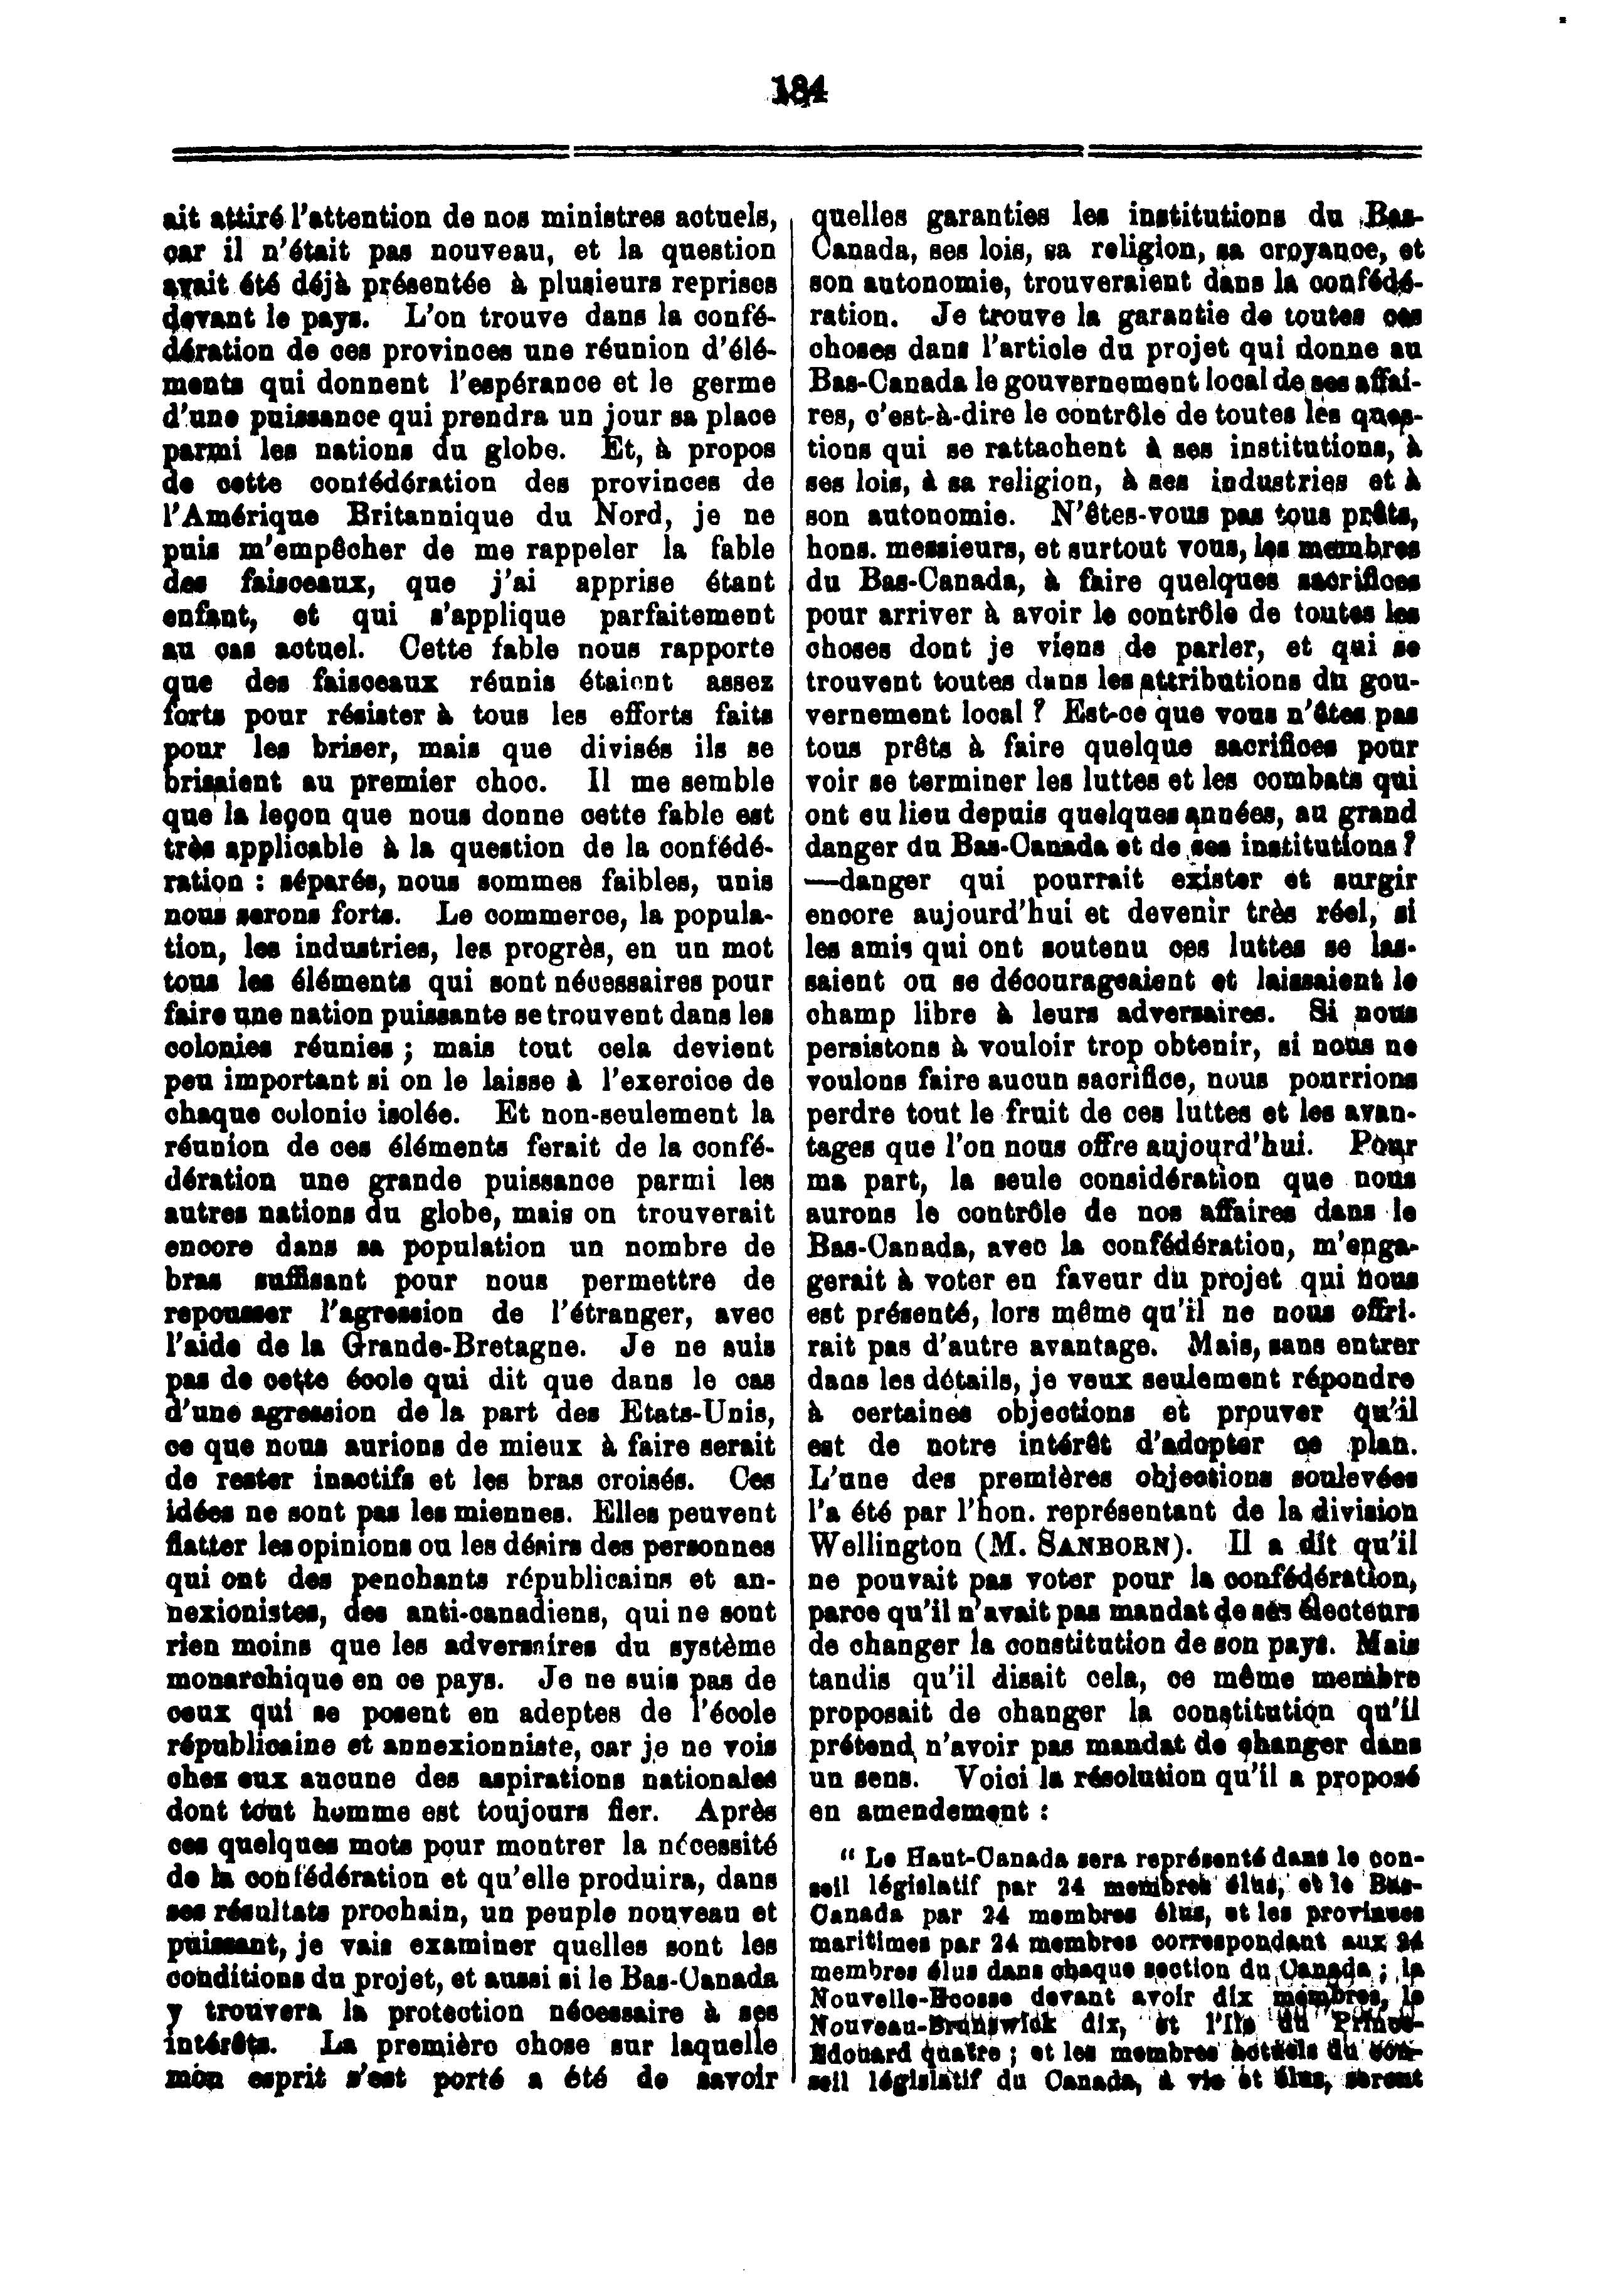 184
ait attiré l'attention de nos ministres actuels,
car il n'était pas nouveau, et la question
avait été déjà présentée à plusieurs reprises
devant le pays. L'on trouve dans la confé-
dération de ces provinces une réunion d'élé-
ments qui donnent l'espérance et le germe
d'une puissance qui prendra un jour sa place
parmi les nations du globe. Et, à propos
de cette confédération des provinces de
l'Amérique Britannique du Nord, je ne
puis m'empêcher de me rappeler la fable
des faisceaux, que j'ai apprise étant
enfant, et qui s'applique parfaitement
au cas actuel. Cette fable nous rapporte
que des faisceaux réunis étaient assez
forts pour résister à tous les efforts faits
pour les briser, mais que divisés ils se
brisaient au premier choc. Il me semble
que la leçon que nous donne cette fable est
très applicable à la question de la confédé-
ration : séparés, nous sommes faibles, unis
nous serons forts. Le commerce, la popula-
tion, les industries, les progrès, en un mot
tous les éléments qui sont nécessaires pour
faire une nation puissante se trouvent dans les
colonies réunies ; mais tout cela devient
peu important si on le laisse à l'exercice de
chaque colonie isolée. Et non-seulement la
réunion de ces éléments ferait de la confé-
dération une grande puissance parmi les
autres nations du globe, mais on trouverait
encore dans sa population un nombre de
bras suffisant pour nous permettre de
repousser l'agression de l'étranger, avec
l'aide de la Grande-Bretagne. Je ne suis
pas de cette école qui dit que dans le cas
d'une agression de la part des Etats-Unis,
ce que nous aurions de mieux à faire serait
de rester inactifs et les bras croisés. Ces
idées ne sont pas les miennes. Elles peuvent
flatter les opinions ou les désirs des personnes
qui ont des penchants républicains et an-
nexionistes, des anti-canadiens, qui ne sont
rien moins que les adversaires du système
monarchique en ce pays. Je ne suis pas de
ceux qui se posent en adeptes de l'école
républicaine et annexionniste, car je ne vois
chez eux aucune des aspirations nationales
dont tout homme est toujours fier. Après
ces quelques mots pour montrer la nécessité
de la confédération et qu'elle produira, dans
ses résultats prochain, un peuple nouveau et
puissant, je vais examiner quelles sont les
conditions du projet, et aussi si le Bas-Canada
y trouvera la protection nécessaire à ses
intérêts. La première chose sur laquelle
mon esprit s'est porté a été de savoir
quelles garanties les institutions du Bas-
Canada, ses lois, sa religion, sa croyance, et
son autonomie, trouveraient dans la confédé-
ration. Je trouve la garantie de toutes ces
choses dans l'article du projet qui donne au
Bas-Canada le gouvernement local de ses affai-
res, c'est-à-dire le contrôle de toutes les ques-
tions qui se rattachent à ses institutions, à
ses lois, à sa religion, à ses industries et à
son autonomie. N'êtes-vous pas tous prêts,
hons. messieurs, et surtout vous, les membres
du Bas-Canada, à faire quelques sacrifices
pour arriver à avoir le contrôle de toutes les
choses dont je viens de parler, et qui se
trouvent toutes dans les attributions du gou-
vernement local ? Est-ce que vous n'êtes pas
tous prêts à faire quelque sacrifices pour
voir se terminer les luttes et les combats qui
ont eu lieu depuis quelques années, au grand
danger du Bas-Canada et de ses institutions ?
—danger qui pourrait exister et surgir
encore aujourd'hui et devenir très réel, si
les amis qui ont soutenu ces luttes se las-
saient ou se décourageaient et laissaient le
champ libre à leurs adversaires. Si nous
persistons à vouloir trop obtenir, si nous ne
voulons faire aucun sacrifice, nous pourrions
perdre tout le fruit de ces luttes et les avan-
tages que l'on nous offre aujourd'hui. Pour
ma part, la seule considération que nous
aurons le contrôle de nos affaires dans le
Bas-Canada, avec la confédération, m'enga-
gerait à voter en faveur du projet qui nous
est présenté, lors même qu'il ne nous offri-
rait pas d'autre avantage. Mais, sans entrer
dans les détails, je veux seulement répondre
à certaines objections et prouver qu'il
est de notre intérêt d'adopter ce plan.
L'une des premières objections soulevées
l'a été par l'hon. représentant de la division
Wellington (M. SANBORN). Il a dit qu'il
ne pouvait pas voter pour la confédération,
parce qu'il n'avait pas mandat de ses électeurs
de changer la constitution de son pays. Mais
tandis qu'il disait cela, ce même membre
proposait de changer la constitution qu'il
prétend n'avoir pas mandat de changer dans
un sens. Voici la résolution qu'il a proposé
en amendement :
“ Le Haut-Canada sera représenté dans le con-
seil législatif par 24 membres élus, et le Bas-
Canada par 24 membres élus, et les provinces
maritimes par 24 membres correspondant aux 24
membres élus dans chaque section du Canada ; la
Nouvelle-Ecosse devant avoir dix membres, le
Nouveau-Brunswick dix, et l'Ile du Prince-
Edouard quatre ; et les membres actuels du con-
seil législatif du Canada, à vie et élus, seront